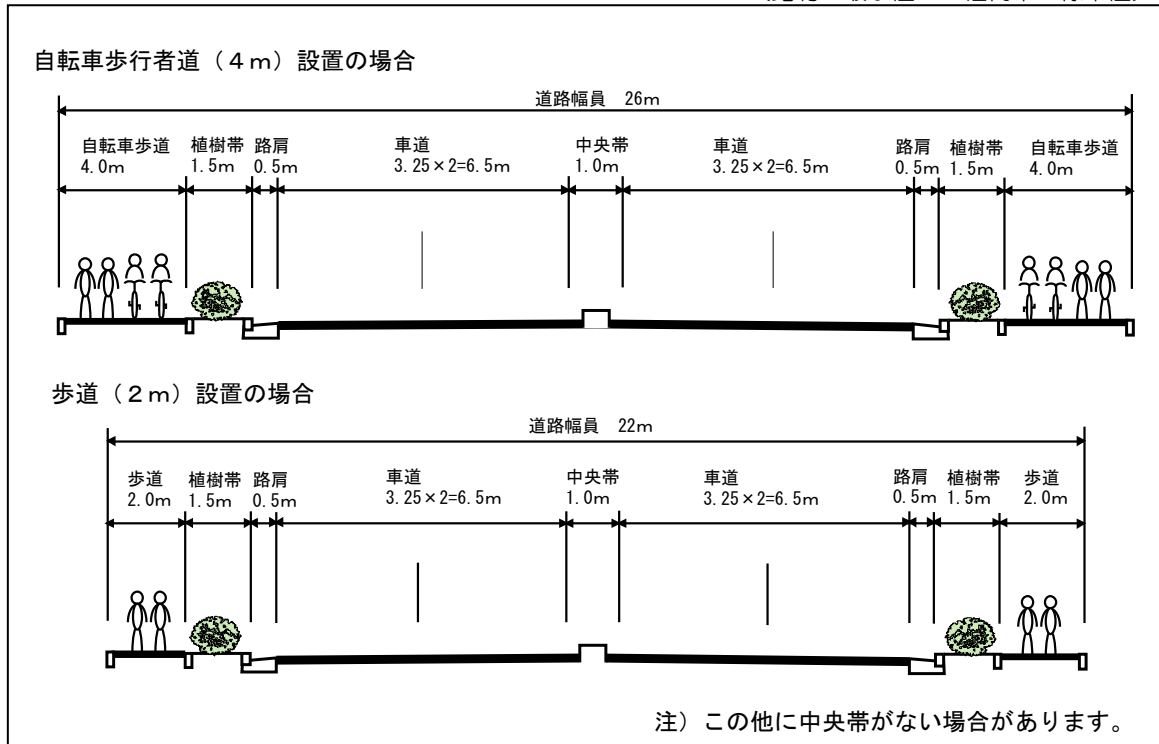 自転車歩行者道（４ｍ）設置の場合
道路幅員　26m
自転車歩道 植樹帯 路肩 車道 中央帯 車道 路肩 植樹帯 自転車歩道
4.0m 1.5m 0.5m 3.25×2=6.5m 1.0m 3.25×2=6.5m 0.5m 1.5m 4.0m
歩道（２ｍ）設置の場合
道路幅員　22m
歩道 植樹帯 路肩 車道 中央帯 車道 路肩 植樹帯 歩道
2.0m 1.5m 0.5m 3.25×2=6.5m 1.0m 3.25×2=6.5m 0.5m 1.5m 2.0m
注）この他に中央帯がない場合があります。